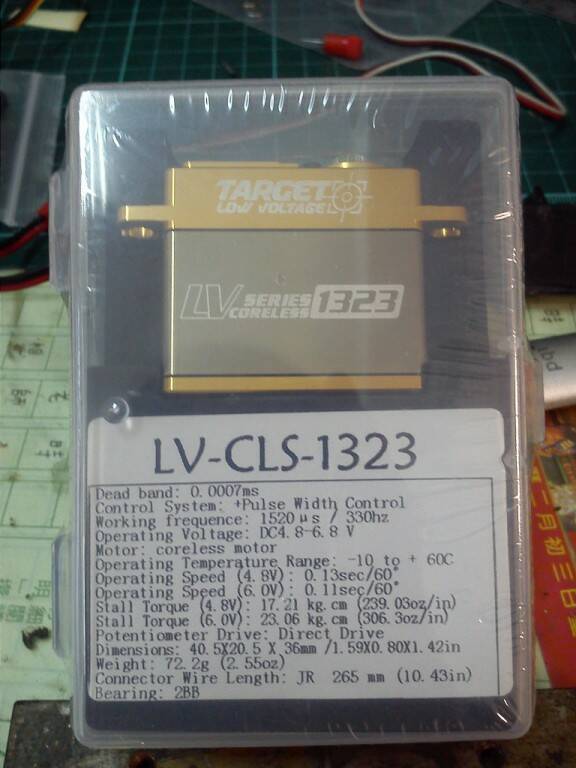 TARGET
LOW VOLTAGE
LV SERIES CORELESS 1323
LV-CLS-1323
Dead band: 0.0007ms
Control System: +Pulse Width Control
Working frequence: 1520μs / 330hz
Operating Voltage: DC4.8-6.8 V
Motor: coreless motor
Operating Temperature Range: -10 to + 60C
Operating Speed (4.8V): 0.13sec/60°
Operating Speed (6.0V): 0.11sec/60°
Stall Torque (4.8V): 17.21 kg.cm (239.03oz/in)
Stall Torque (6.0V): 23.06 kg.cm (306.3oz/in)
Potentiometer Drive: Direct Drive
Dimensions: 40.5X20.5 X 36mm /1.59X0.80X1.42in
Weight: 72.2g (2.55oz)
Connector Wire Length: JR 265 mm (10.43in)
Bearing: 2BB
二月初三日